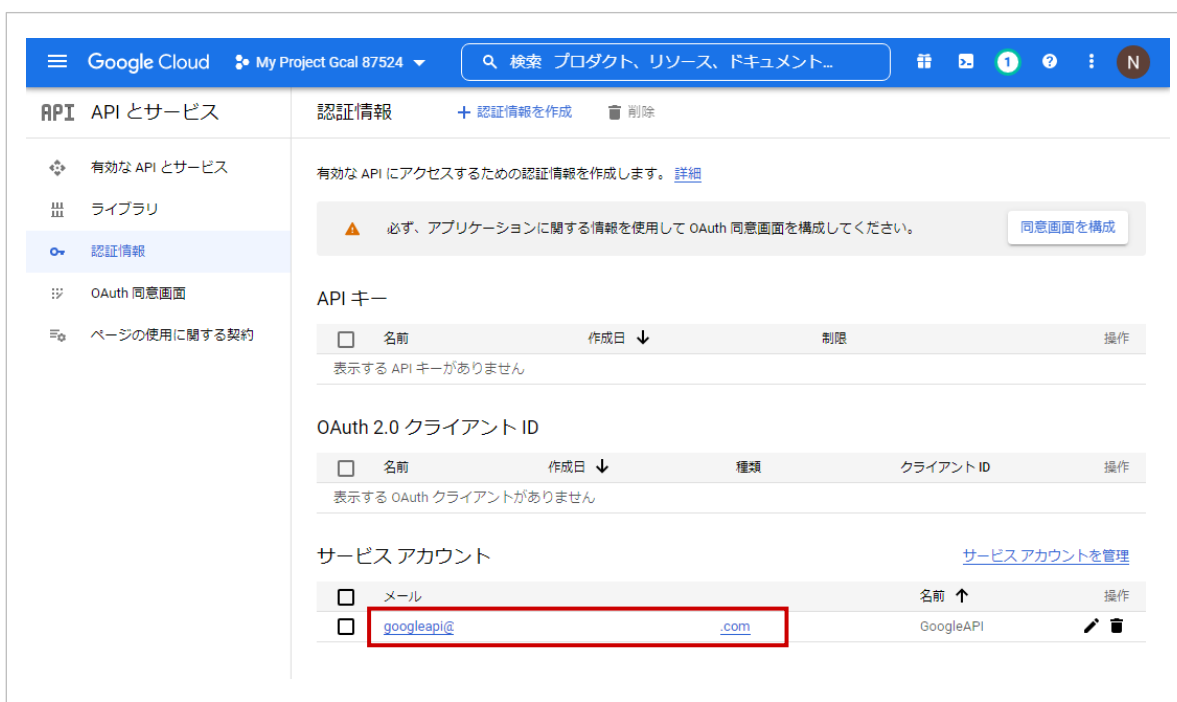 Google Cloud My Project Gcal 87524 検索 プロダクト、リソース、ドキュメント... 1 N
API APIとサービス
認証情報 + 認証情報を作成 削除
有効な API とサービス
ライブラリ
認証情報
OAuth 同意画面
ページの使用に関する契約
有効な API にアクセスするための認証情報を作成します。 詳細
必ず、アプリケーションに関する情報を使用して OAuth 同意画面を構成してください。 同意画面を構成
API キー
名前 作成日 制限 操作
表示する API キーがありません
OAuth 2.0 クライアント ID
名前 作成日 種類 クライアント ID 操作
表示する OAuth クライアントがありません
サービス アカウント サービス アカウントを管理
メール 名前 操作
googleapi@ .com GoogleAPI